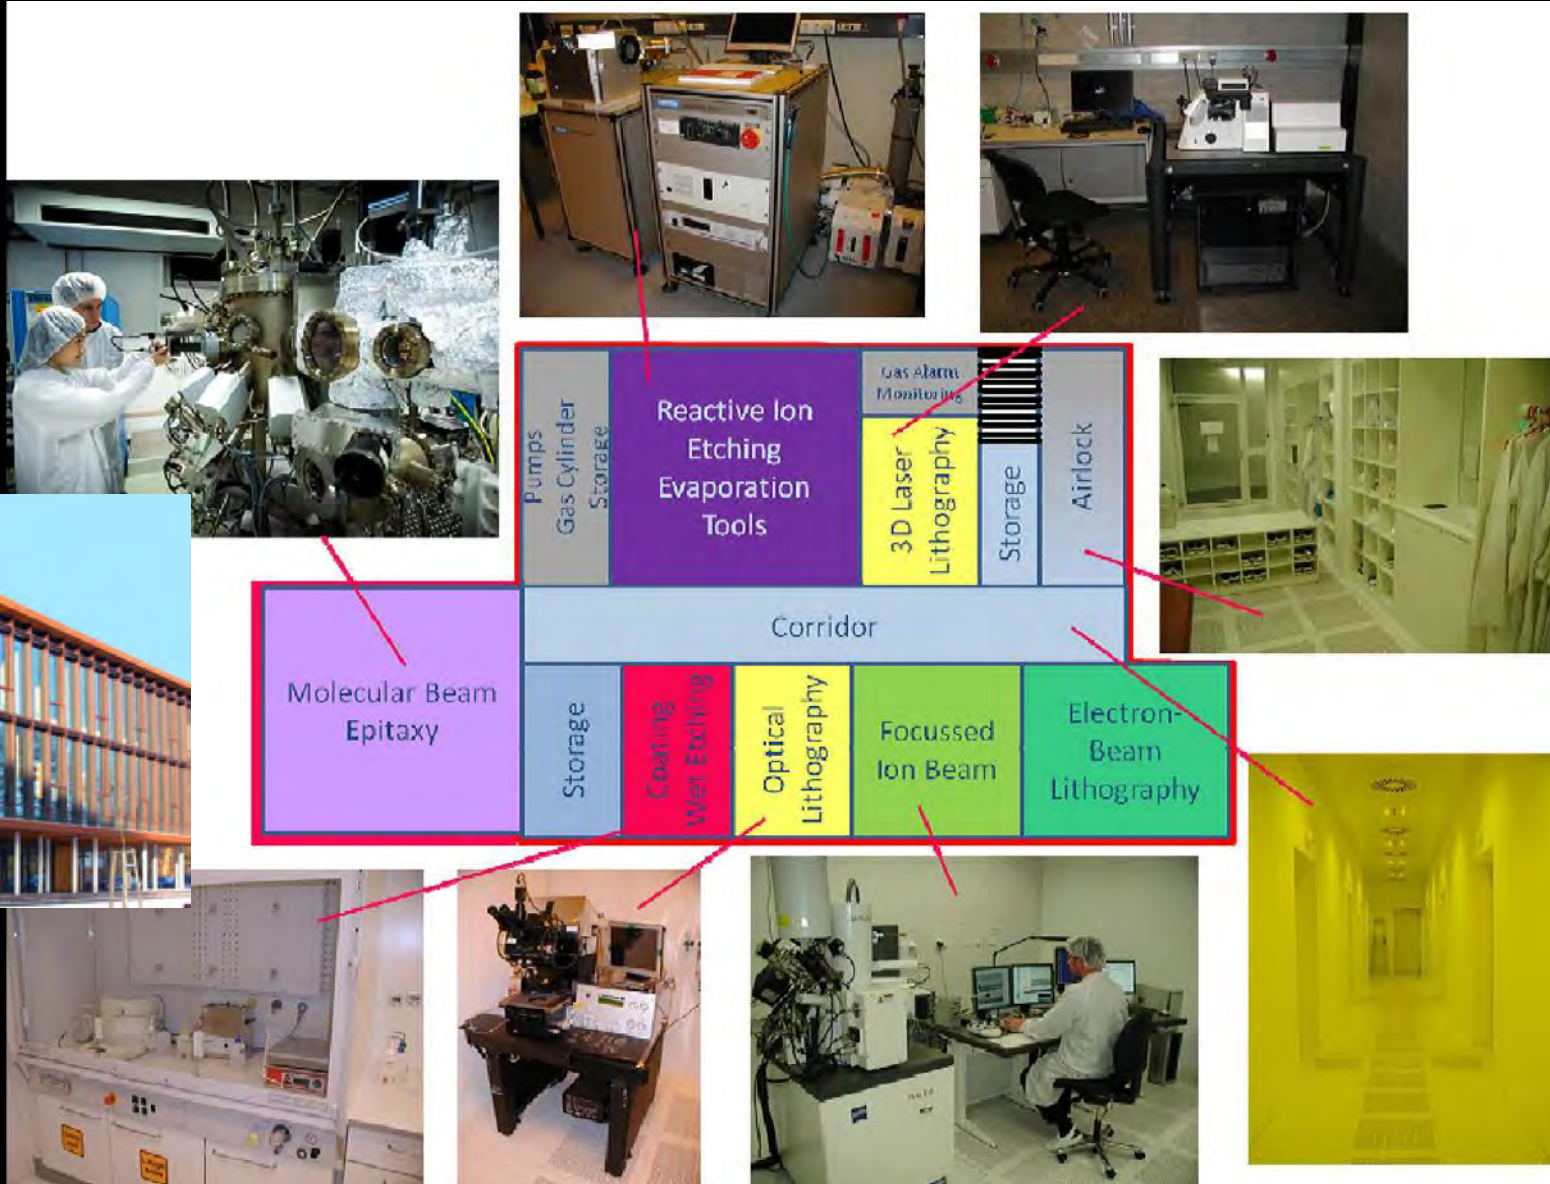 Pumps
Gas Cylinder
Storage
Reactive Ion
Etching
Evaporation
Tools
Gas Alarm
Monitoring
3D Laser
Lithography
Storage
Airlock
Corridor
Molecular Beam
Epitaxy
Storage
Coating
Wet Etching
Optical
Lithography
Focussed
Ion Beam
Electron-
Beam
Lithography